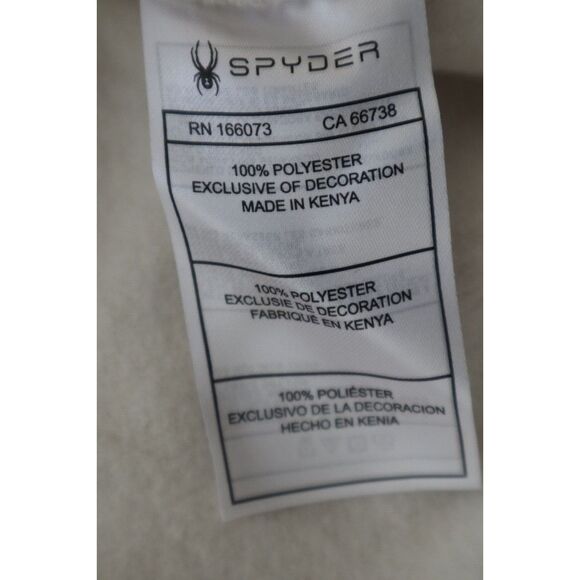 SPYDER
RN 166073 CA 66738
100% POLYESTER
EXCLUSIVE OF DECORATION
MADE IN KENYA
100% POLYESTER
EXCLUSIE DE DECORATION
FABRIQUÉ EN KENYA
100% POLIÉSTER
EXCLUSIVO DE LA DECORACION
HECHO EN KENIA